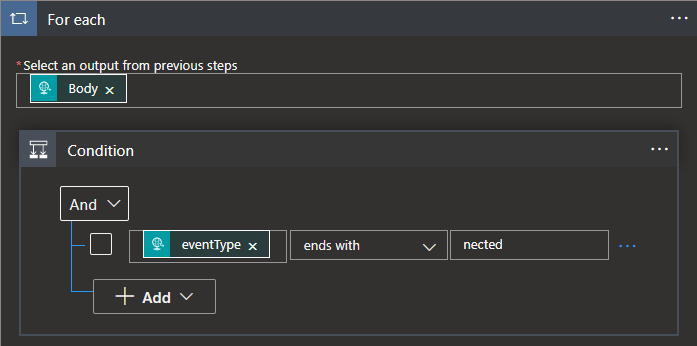 For each
* Select an output from previous steps
Body
Condition
And
eventType ends with nected
Add